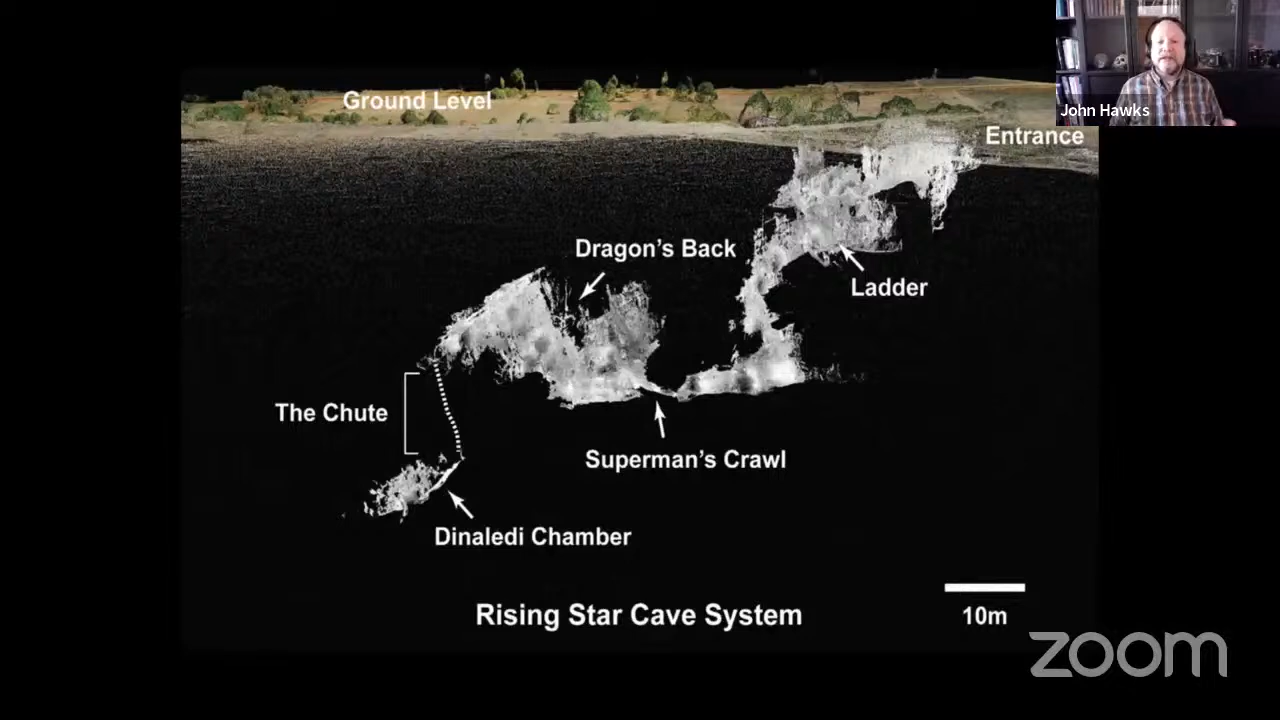 John Hawks
Ground Level
Entrance
Dragon's Back
Ladder
The Chute
Superman's Crawl
Dinaledi Chamber
Rising Star Cave System
10m
zoom